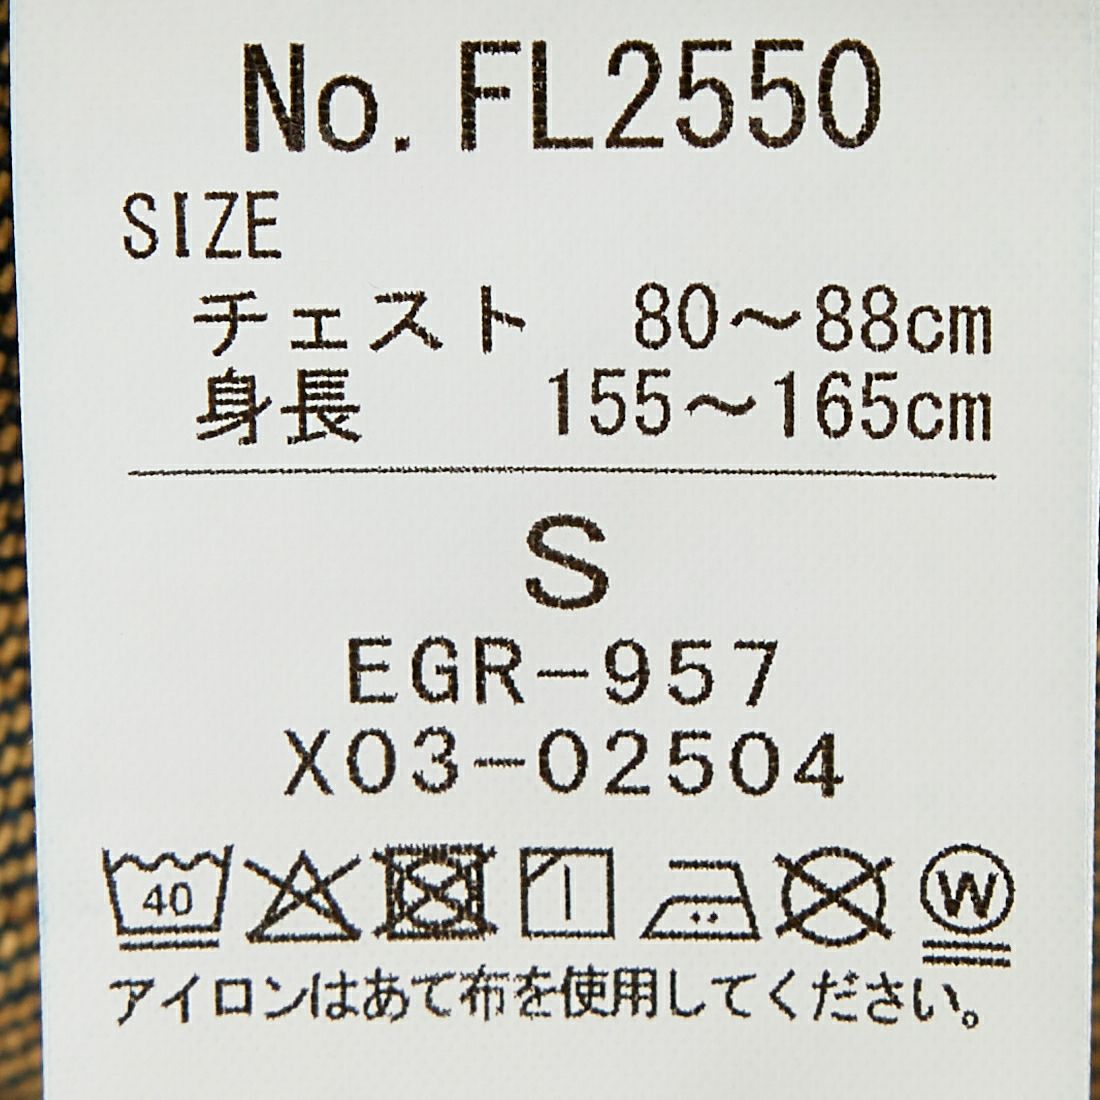 No. FL2550
SIZE
チェスト 80～88cm
身長 155～165cm
S
EGR-957
X03-02504
40 W
アイロンはあて布を使用してください。